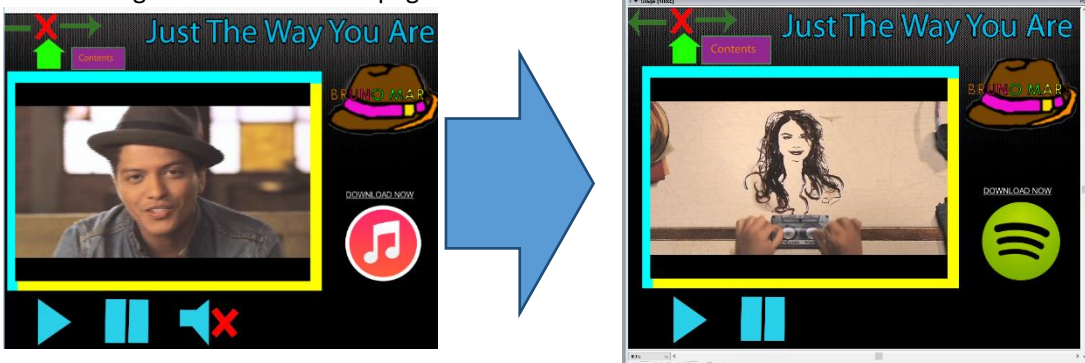 Just The Way You Are
Contents
BRUNO MAR
DOWNLOAD NOW
Just The Way You Are
Contents
BRUNO MAR
DOWNLOAD NOW